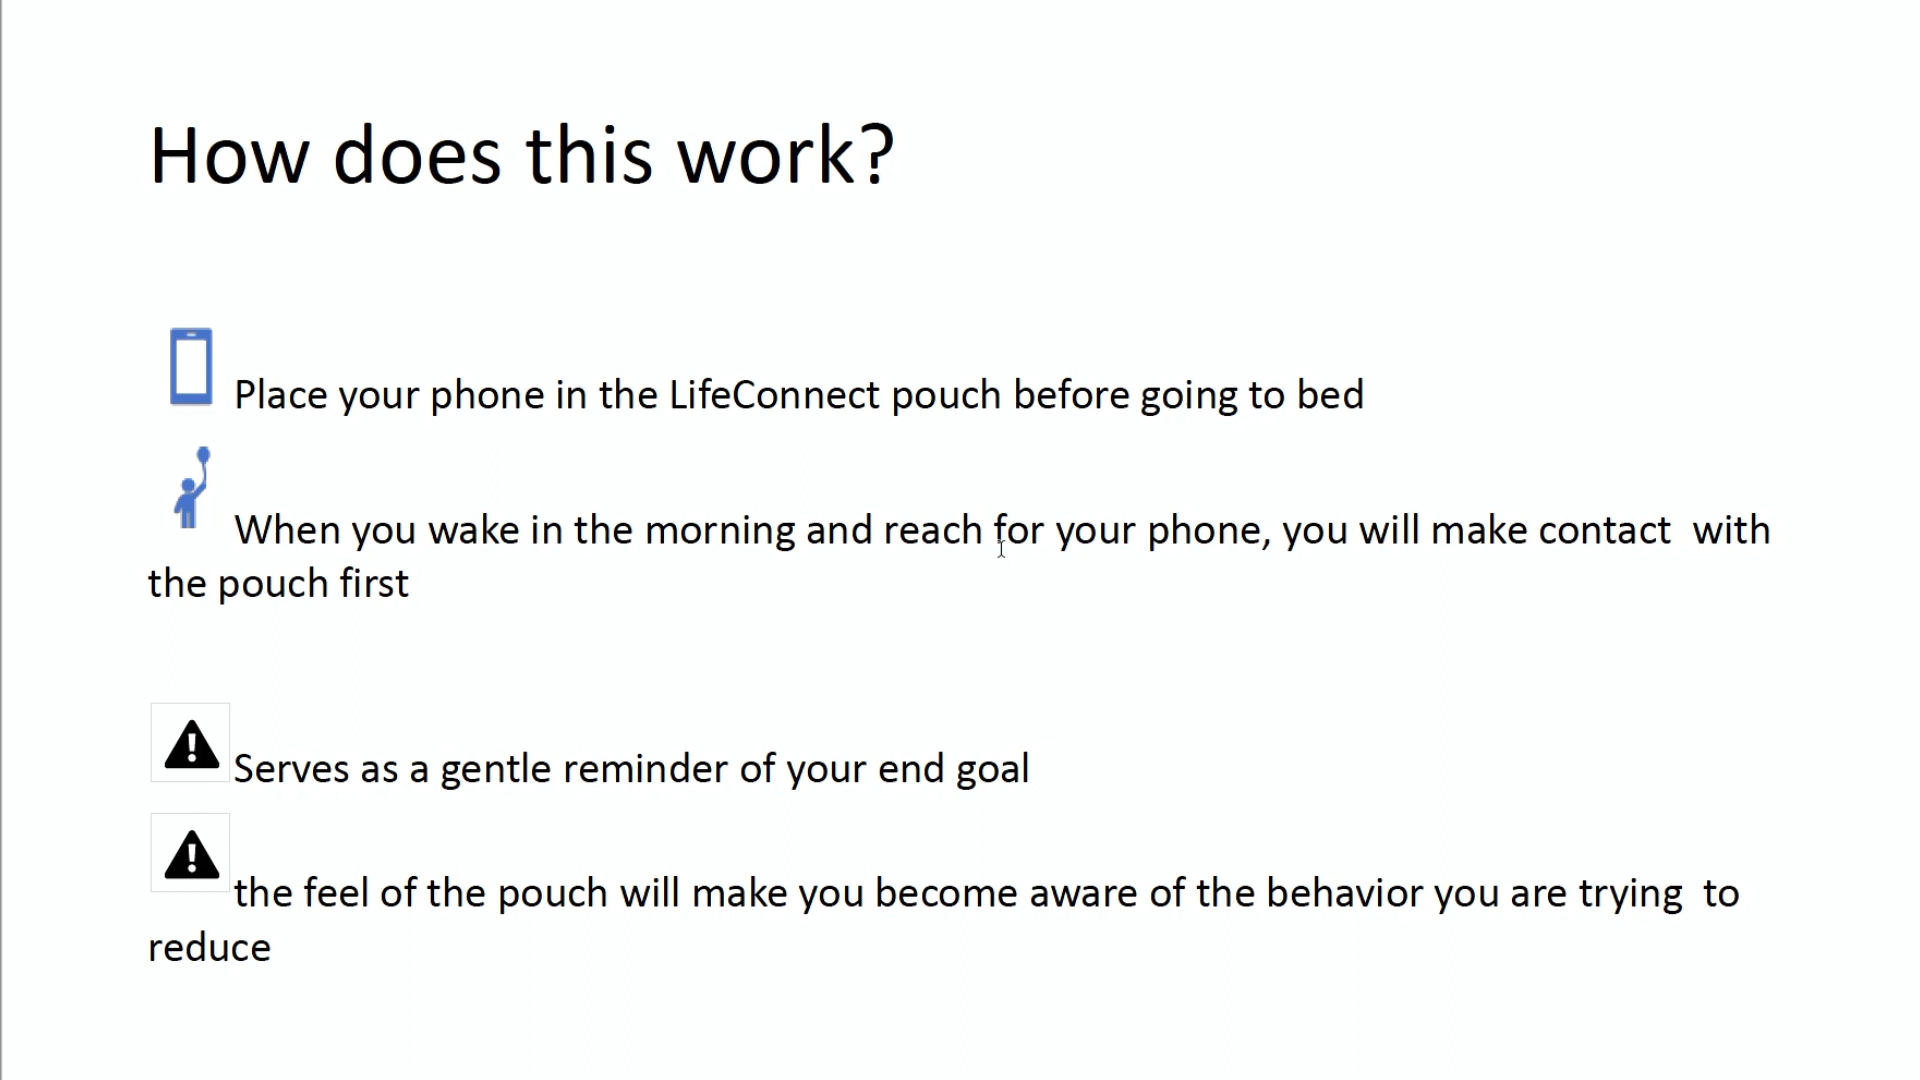 How does this work?
Place your phone in the LifeConnect pouch before going to bed
When you wake in the morning and reach for your phone, you will make contact  with
the pouch first
Serves as a gentle reminder of your end goal
the feel of the pouch will make you become aware of the behavior you are trying  to
reduce